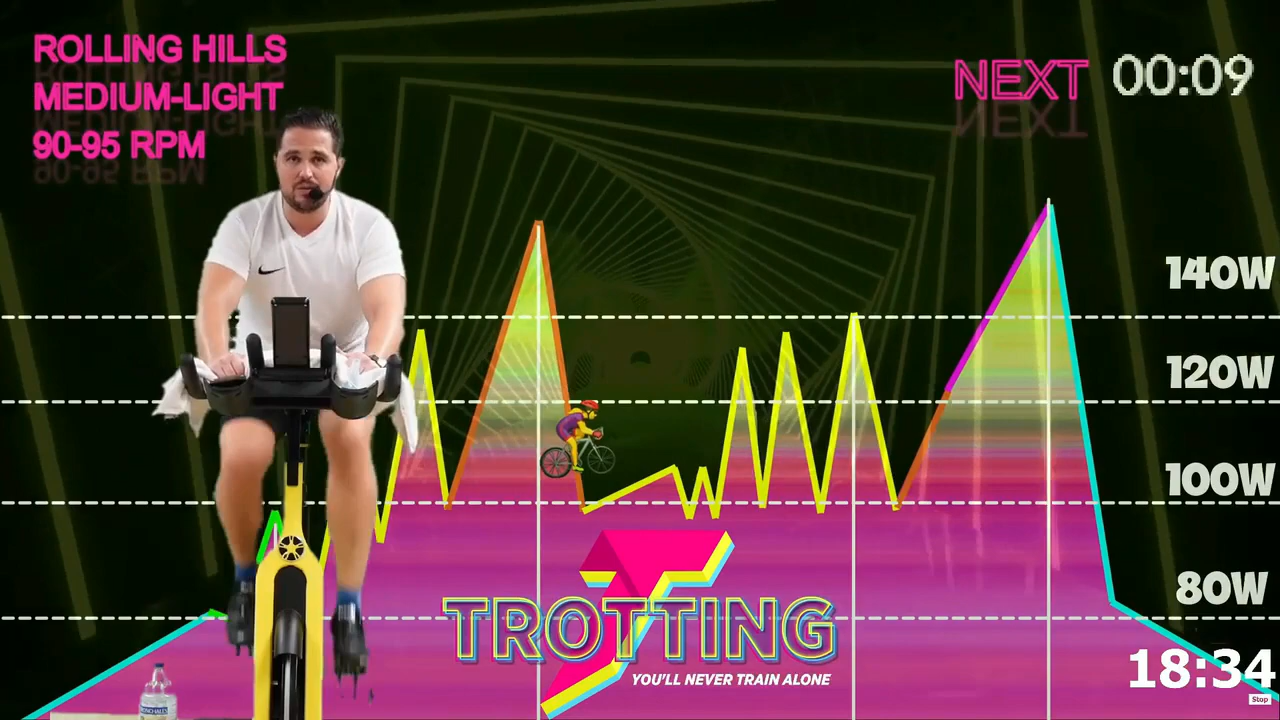 ROLLING HILLS
MEDIUM-LIGHT
90-95 RPM
NEXT 00:09
140W
120W
100W
80W
TROTTING
YOU'LL NEVER TRAIN ALONE
18:34
Stop